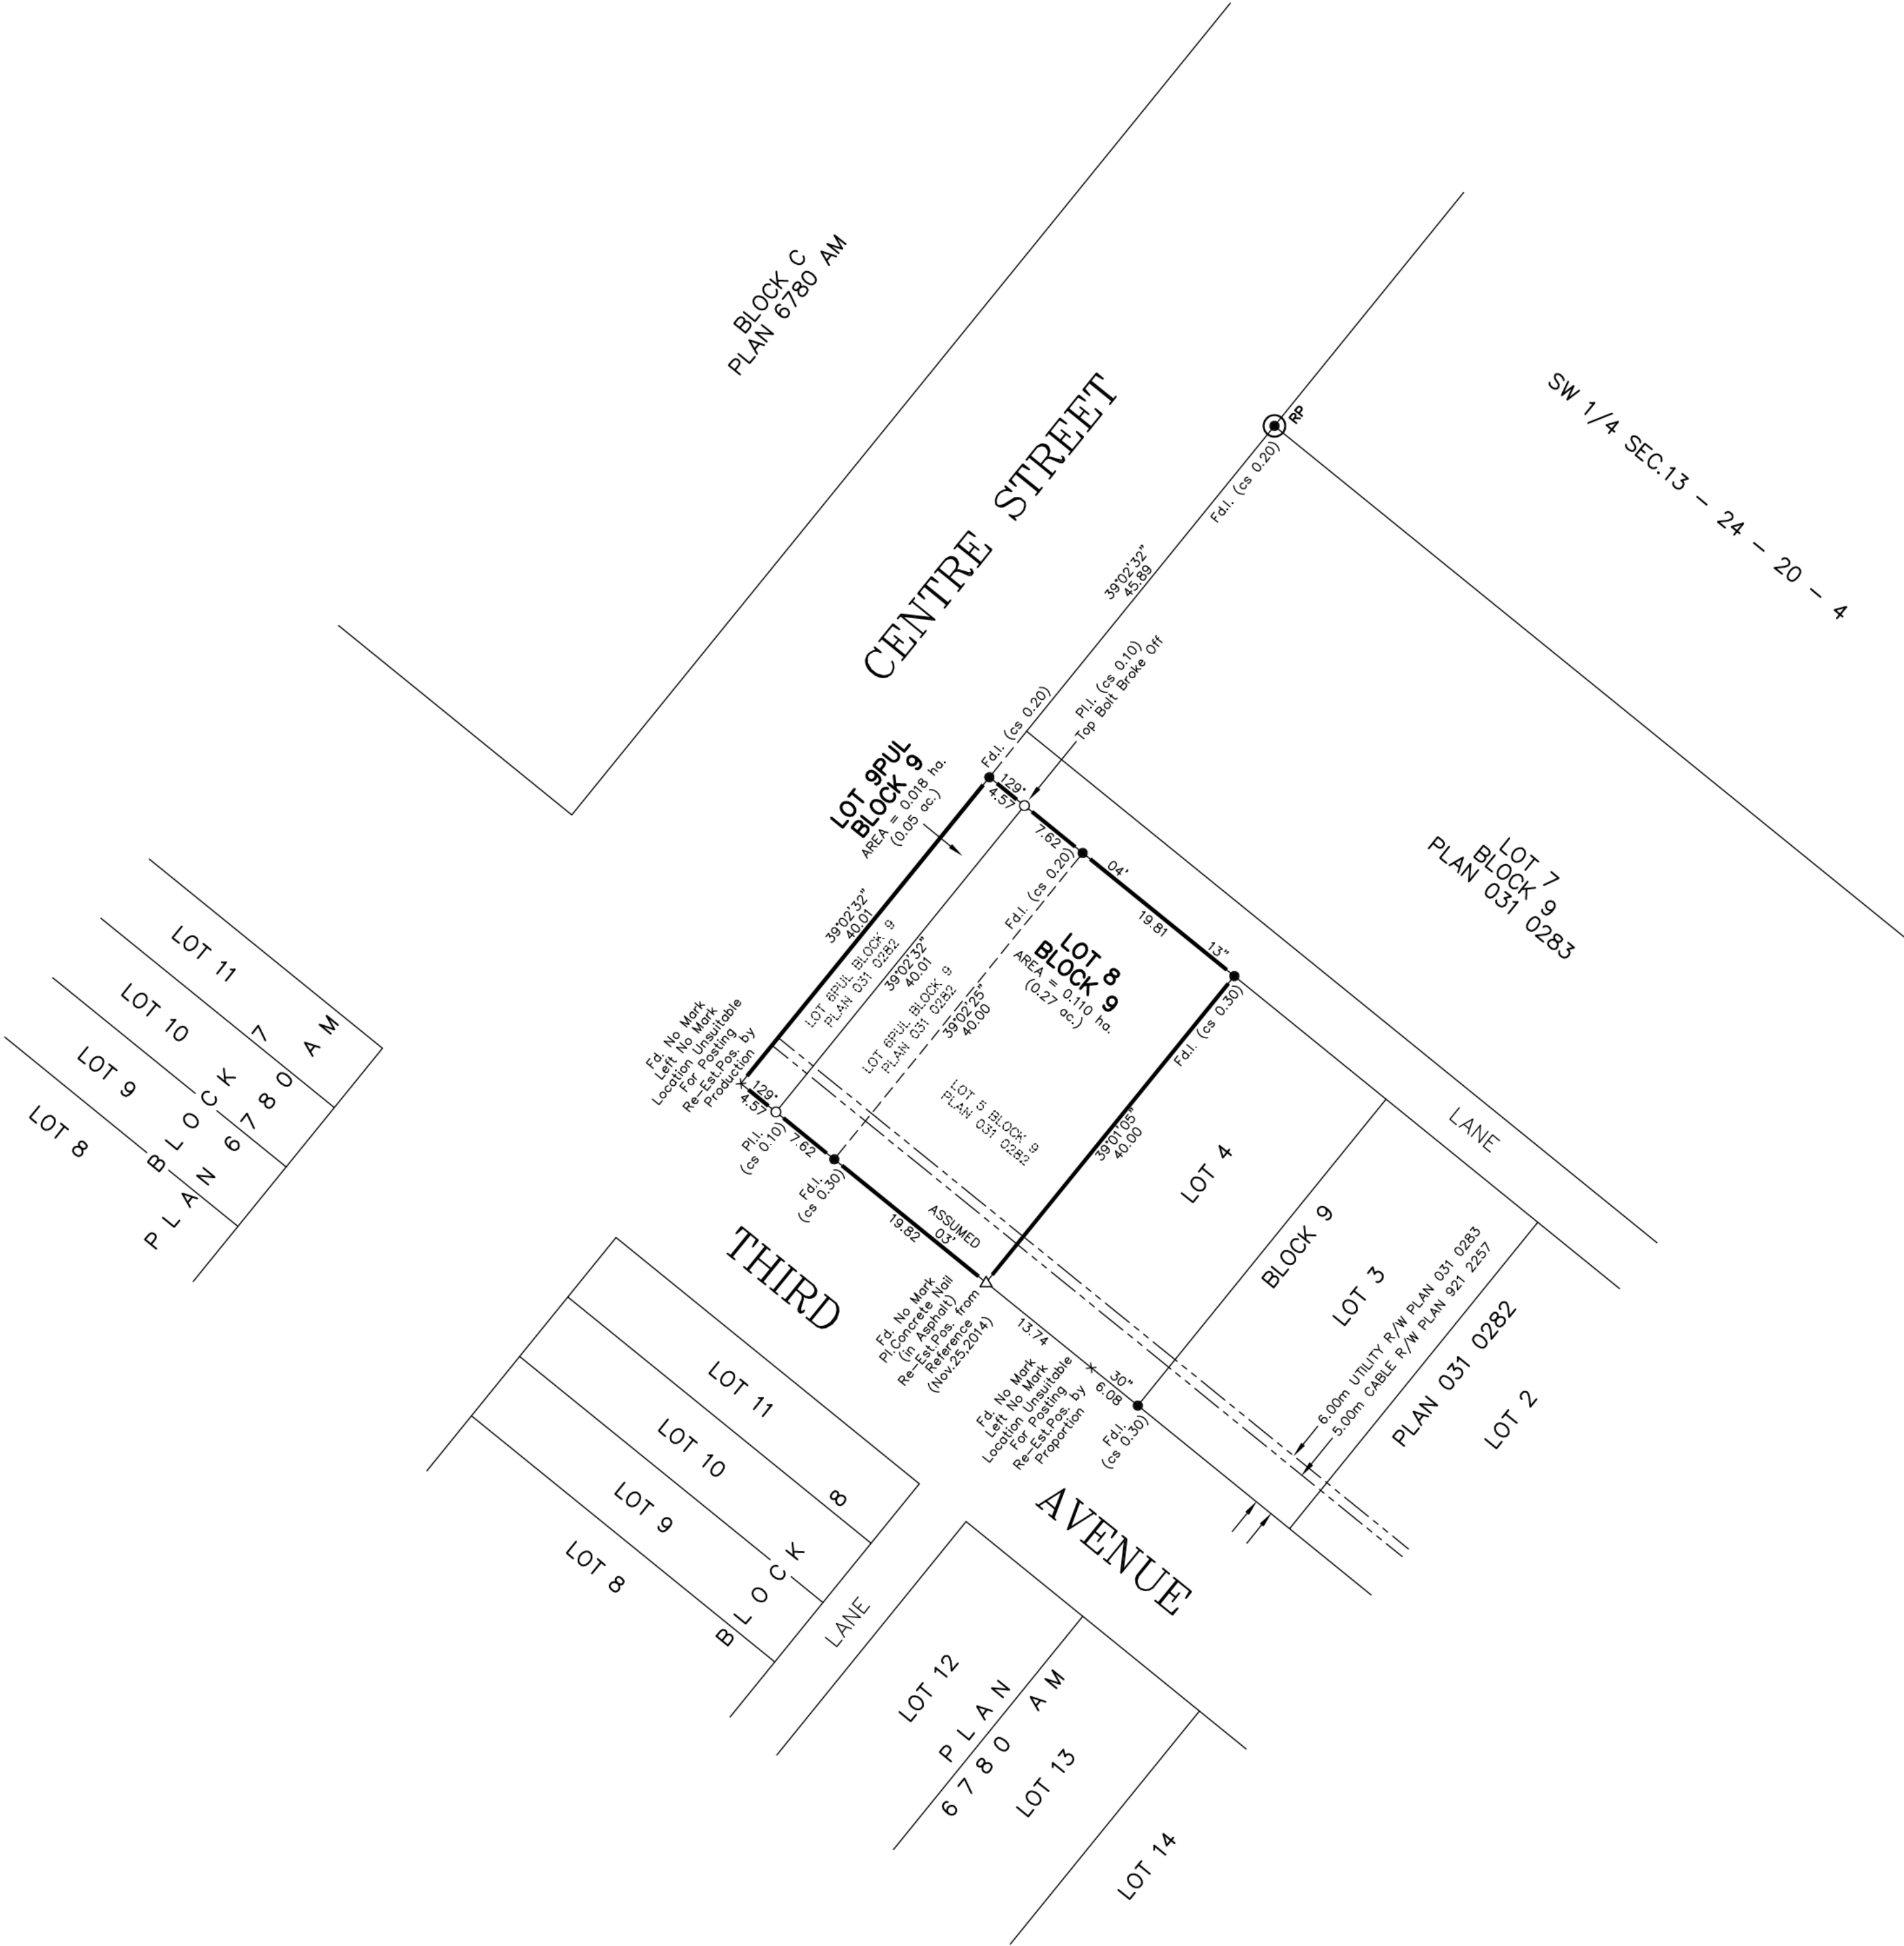 BLOCK C
PLAN 6780 AM
CENTRE STREET
RP
Fd.I. (cs 0.20)
SW 1/4 SEC.13 - 24 - 20 - 4
39°02'32"
45.89
Pl.I. (cs 0.10)
Top Bolt Broke Off
Fd.I. (cs 0.20)
LOT 9PUL
BLOCK 9
AREA = 0.018 ha.
(0.05 ac.)
129°
4.57
7.62
04'
19.81
13"
Fd.I. (cs 0.20)
LOT 7
BLOCK 9
PLAN 031 0283
39°02'32"
40.01
LOT 6PUL BLOCK 9
PLAN 031 0282
39°02'32"
40.01
LOT 6PUL BLOCK 9
PLAN 031 0282
39°02'25"
40.00
LOT 8
BLOCK 9
AREA = 0.110 ha.
(0.27 ac.)
Fd.I. (cs 0.30)
LOT 5 BLOCK 9
PLAN 031 0282
39°01'05"
40.00
Fd. No Mark
Left No Mark
Location Unsuitable
For Posting
Re-Est.Pos. by
Production
129°
4.57
Pl.I.
(cs 0.10)
7.62
Fd.I.
(cs 0.30)
19.82
ASSUMED
03'
LANE
LOT 4
BLOCK 9
LOT 3
6.00m UTILITY R/W PLAN 031 0283
5.00m CABLE R/W PLAN 921 2257
PLAN 031 0282
LOT 2
Fd. No Mark
Pl.Concrete Nail
(in Asphalt)
Re-Est.Pos. from
Reference
(Nov.25,2014)
13.74
Fd. No Mark
Left No Mark
Location Unsuitable
For Posting
Re-Est.Pos. by
Proportion
30"
6.08
Fd.I.
(cs 0.30)
THIRD
AVENUE
LOT 11
LOT 10
LOT 9
LOT 8
BLOCK 7
PLAN 6780 AM
LOT 11
LOT 10
LOT 9
LOT 8
BLOCK 8
LANE
LOT 12
PLAN
6780 AM
LOT 13
LOT 14